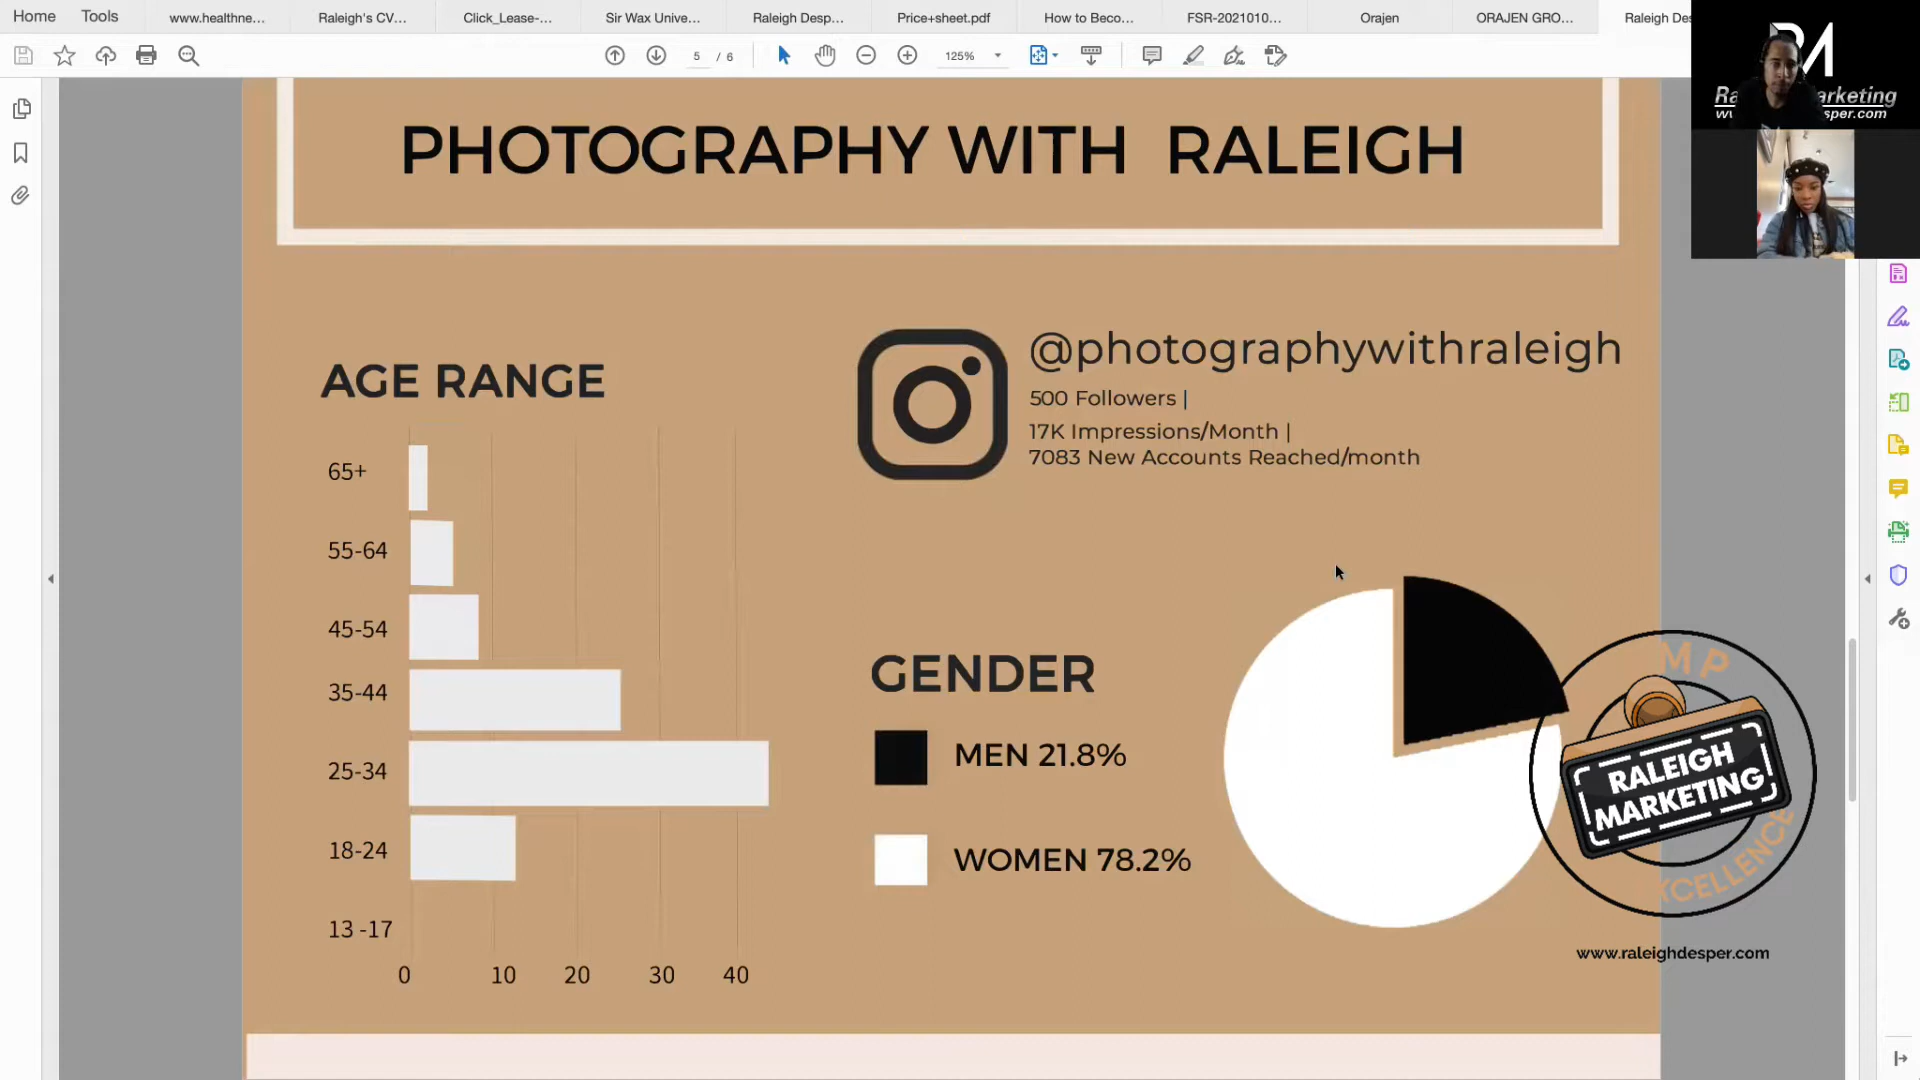 Home
Tools
www.healthne...
Raleigh's CV...
Click_Lease-...
Sir Wax Unive...
Raleigh Desp...
Price+sheet.pdf
How to Beco...
FSR-2021010...
Orajen
ORAJEN GRO...
Raleigh Des
5 / 6
125%
PHOTOGRAPHY WITH RALEIGH
@photographywithraleigh
500 Followers |
17K Impressions/Month |
7083 New Accounts Reached/month
AGE RANGE
65+
55-64
45-54
35-44
25-34
18-24
13 -17
0 10 20 30 40
GENDER
MEN 21.8%
WOMEN 78.2%
RALEIGH
MARKETING
www.raleighdesper.com